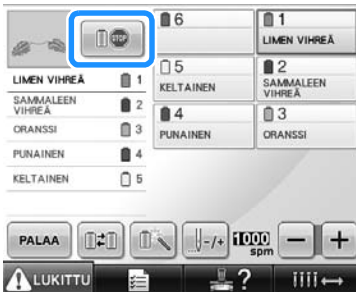 STOP
6
1
LIMEN VIHREÄ
LIMEN VIHREÄ 1
5
KELTAINEN
2
SAMMALEEN
VIHREÄ
SAMMALEEN
VIHREÄ 2
ORANSSI 3
4
PUNAINEN
3
ORANSSI
PUNAINEN 4
KELTAINEN 5
PALAA
-/+
1000
spm
−
+
LUKITTU
?